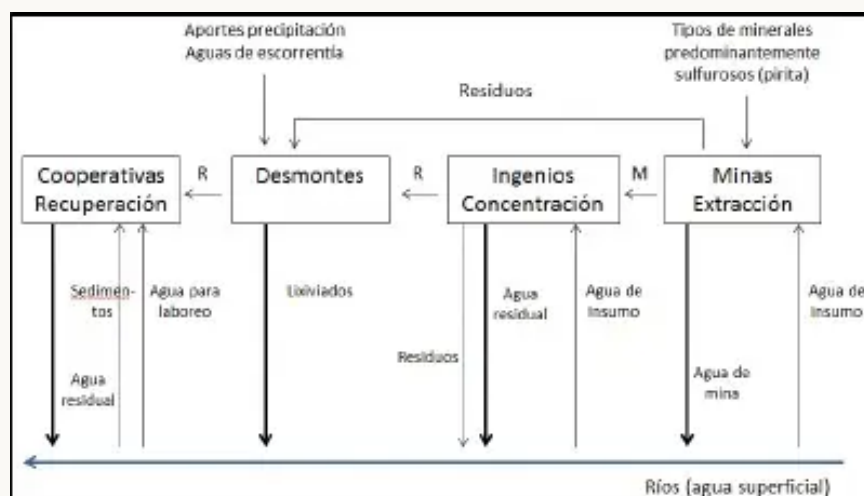 Aportes precipitación
Aguas de escorrentía
Tipos de minerales
predominantemente
sulfurosos (pirita)
Residuos
Cooperativas
Recuperación
R
Desmontes
R
Ingenios
Concentración
M
Minas
Extracción
Sedimen-
tos
Agua para
laboreo
Lixiviados
Agua
residual
Agua de
insumo
Agua de
insumo
Residuos
Agua
residual
Agua de
mina
Ríos (agua superficial)